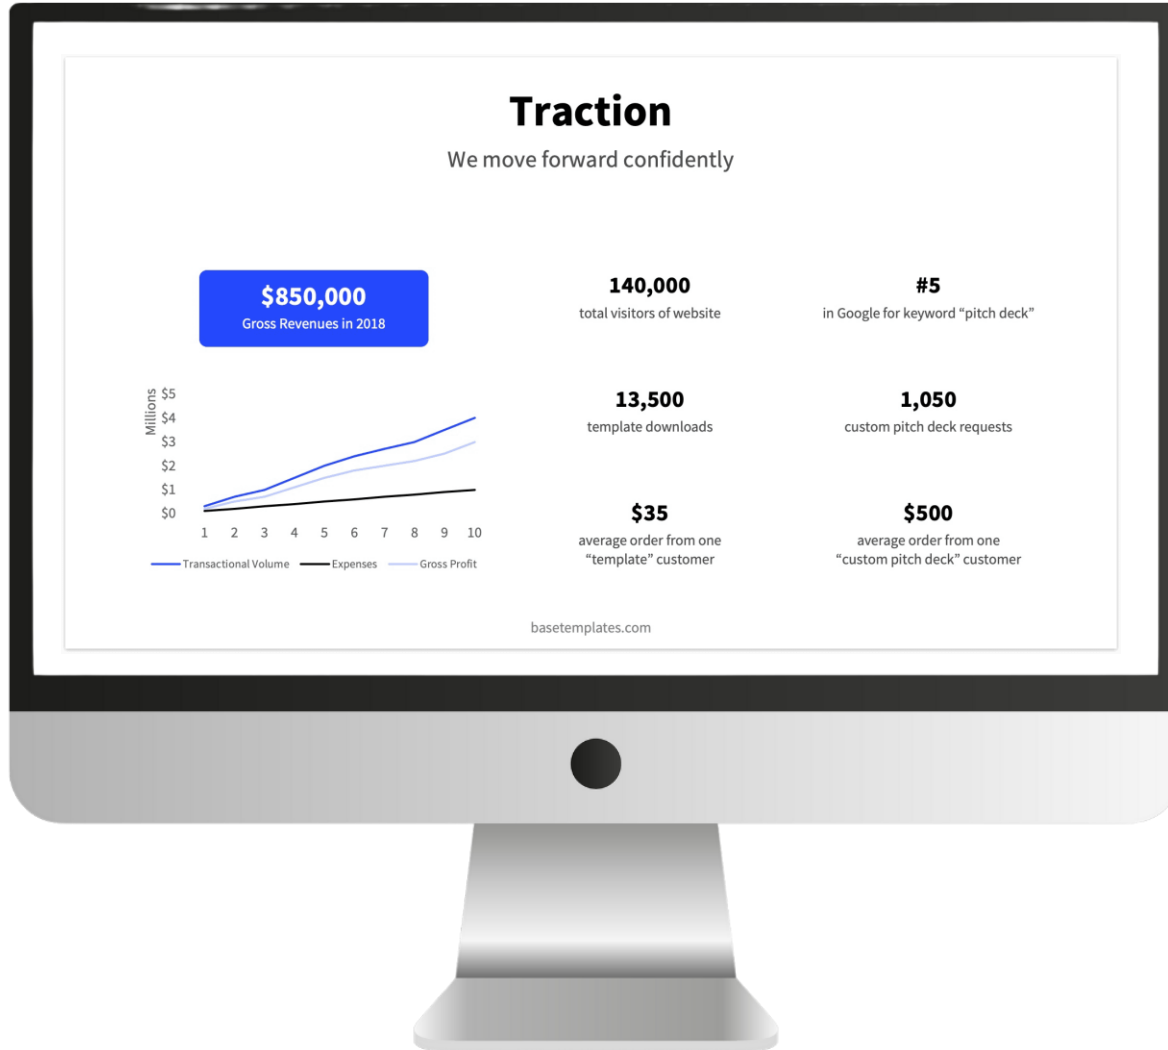 Traction
We move forward confidently
$850,000
Gross Revenues in 2018
Millions
$5
$4
$3
$2
$1
$0
1 2 3 4 5 6 7 8 9 10
Transactional Volume Expenses Gross Profit
140,000
total visitors of website
#5
in Google for keyword “pitch deck”
13,500
template downloads
1,050
custom pitch deck requests
$35
average order from one
“template” customer
$500
average order from one
“custom pitch deck” customer
basetemplates.com